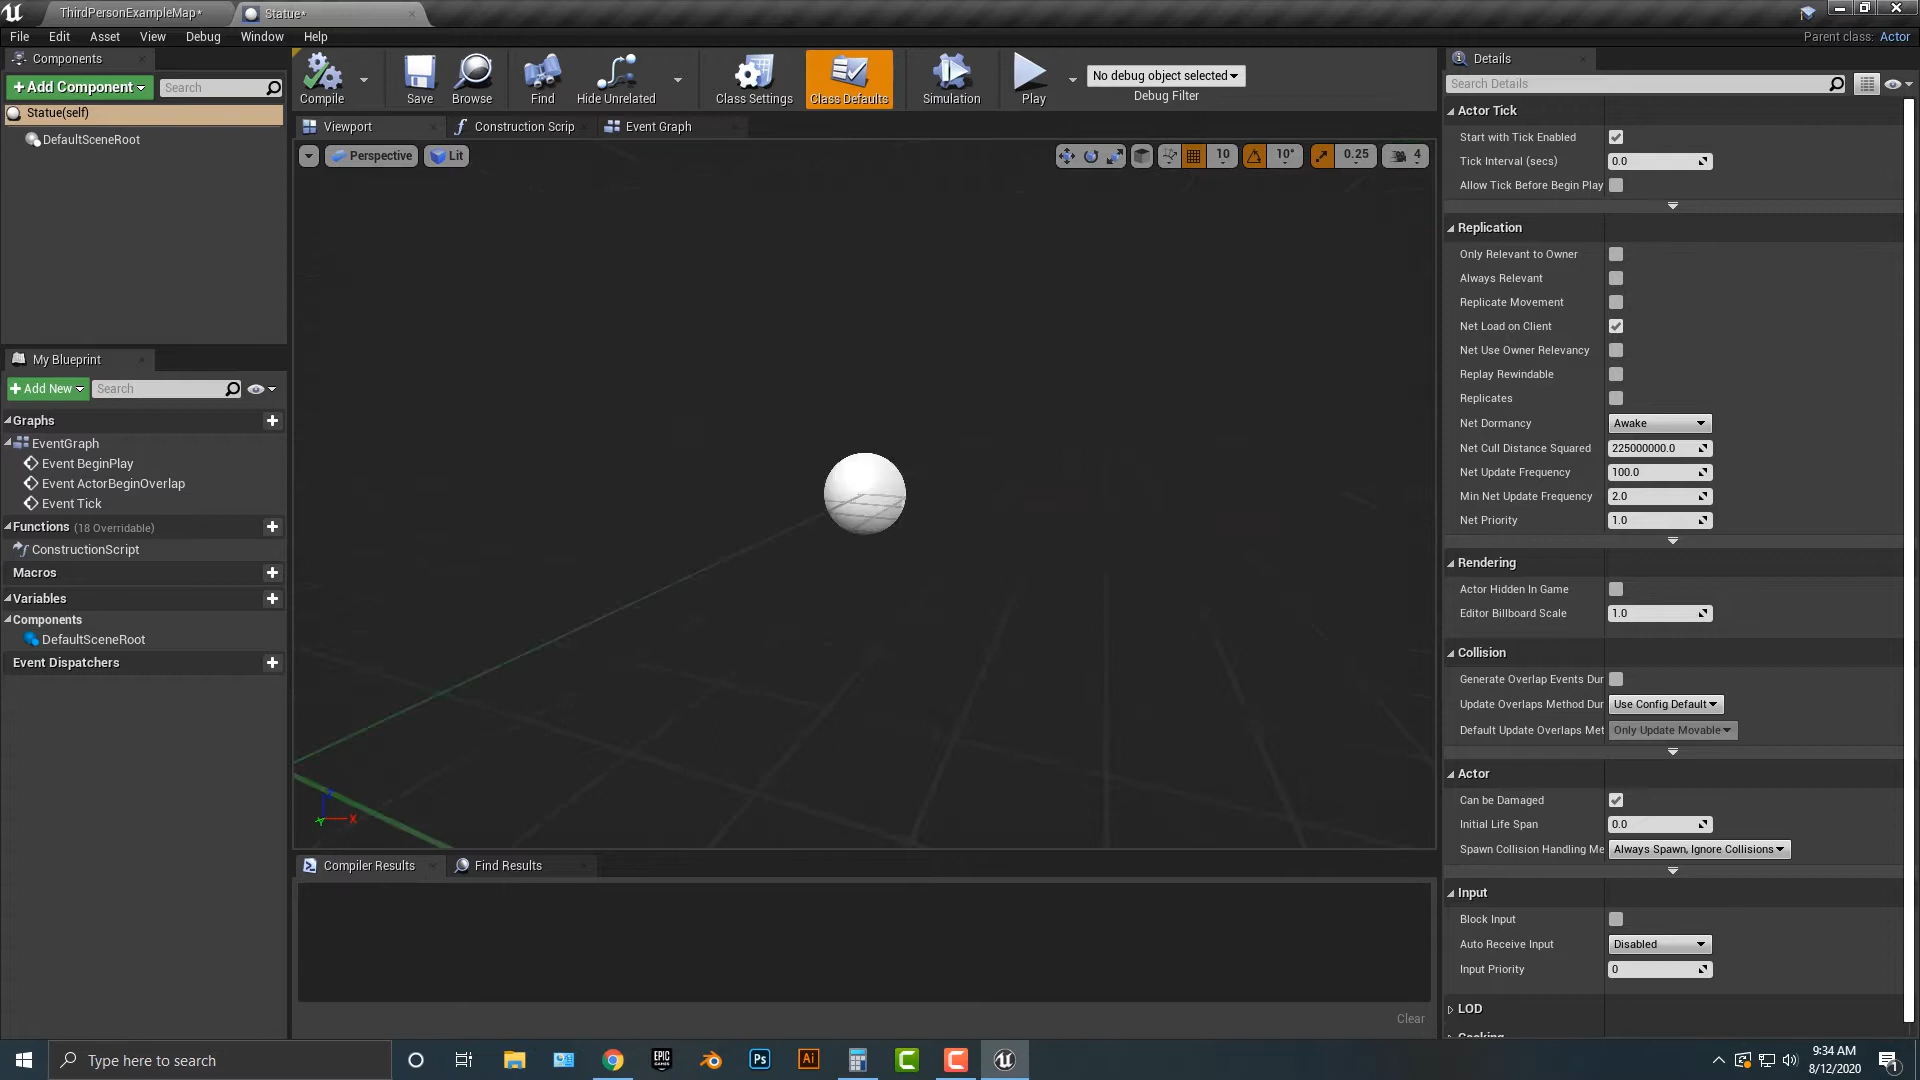 ThirdPersonExampleMap*
Statue*
File Edit Asset View Debug Window Help
Parent class: Actor
Components
+Add Component
Search
Statue(self)
DefaultSceneRoot
My Blueprint
+Add New
Search
Graphs
EventGraph
Event BeginPlay
Event ActorBeginOverlap
Event Tick
Functions (18 Overridable)
ConstructionScript
Macros
Variables
Components
DefaultSceneRoot
Event Dispatchers
Compile
Save
Browse
Find
Hide Unrelated
Class Settings
Class Defaults
Simulation
Play
No debug object selected
Debug Filter
Viewport
Construction Scrip
Event Graph
Perspective
Lit
10
10°
0.25
4
X
Compiler Results
Find Results
Clear
Details
Search Details
Actor Tick
Start with Tick Enabled
Tick Interval (secs) 0.0
Allow Tick Before Begin Play
Replication
Only Relevant to Owner
Always Relevant
Replicate Movement
Net Load on Client
Net Use Owner Relevancy
Replay Rewindable
Replicates
Net Dormancy Awake
Net Cull Distance Squared 225000000.0
Net Update Frequency 100.0
Min Net Update Frequency 2.0
Net Priority 1.0
Rendering
Actor Hidden In Game
Editor Billboard Scale 1.0
Collision
Generate Overlap Events Dur
Update Overlaps Method Dur Use Config Default
Default Update Overlaps Met Only Update Movable
Actor
Can be Damaged
Initial Life Span 0.0
Spawn Collision Handling Me Always Spawn, Ignore Collisions
Input
Block Input
Auto Receive Input Disabled
Input Priority 0
LOD
Type here to search
EPIC GAMES
Ps
Ai
9:34 AM
8/12/2020
1